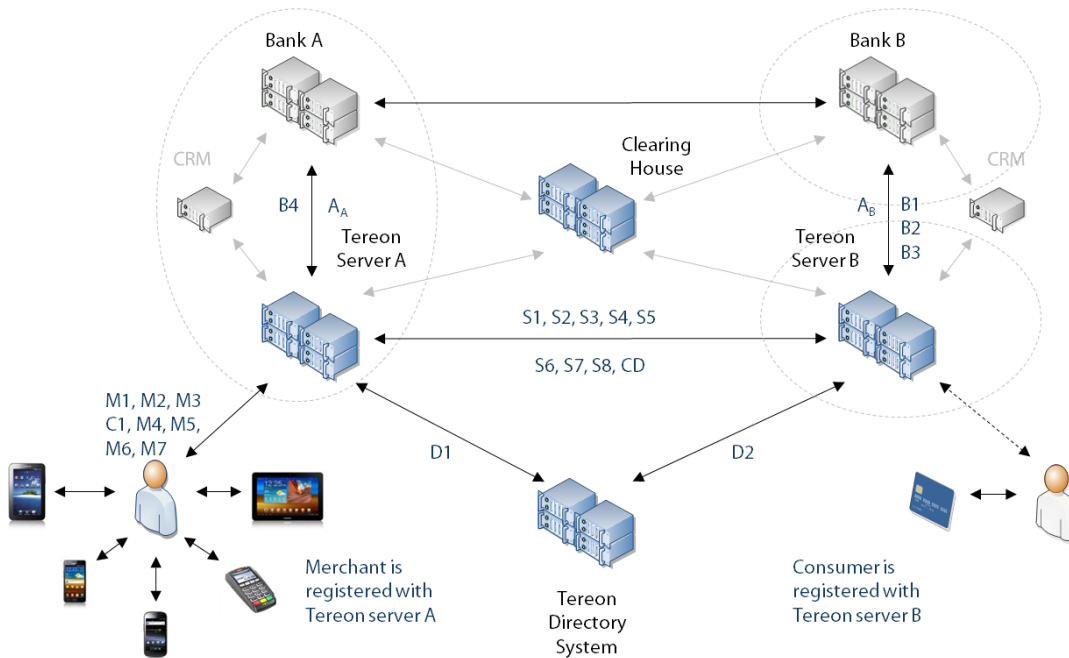 Bank A
Bank B
Clearing
House
CRM
CRM
B4
A_A
A_B
B1
B2
B3
Tereon
Server A
Tereon
Server B
S1, S2, S3, S4, S5
S6, S7, S8, CD
M1, M2, M3
C1, M4, M5,
M6, M7
D1
D2
Merchant is
registered with
Tereon server A
Tereon
Directory
System
Consumer is
registered with
Tereon server B